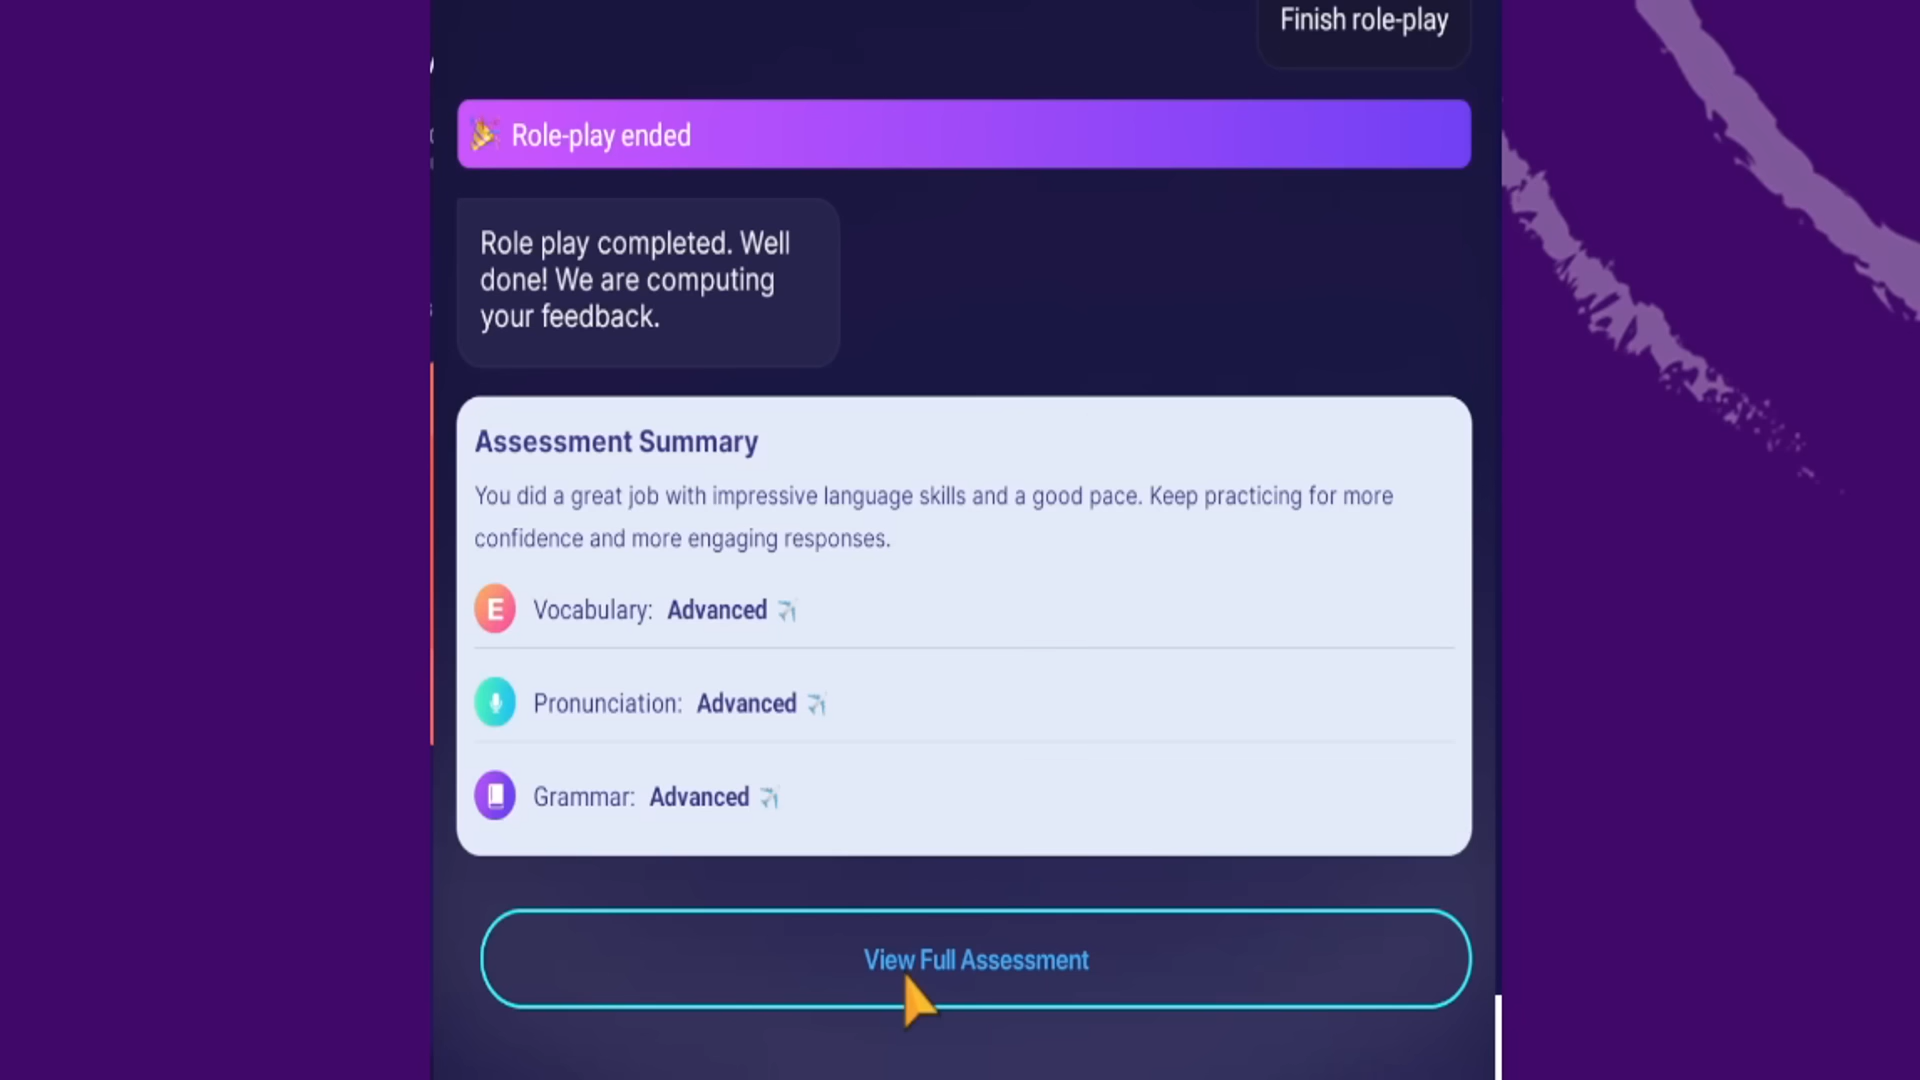 Finish role-play
Role-play ended
Role play completed. Well
done! We are computing
your feedback.
Assessment Summary
You did a great job with impressive language skills and a good pace. Keep practicing for more
confidence and more engaging responses.
E Vocabulary: Advanced
Pronunciation: Advanced
Grammar: Advanced
View Full Assessment